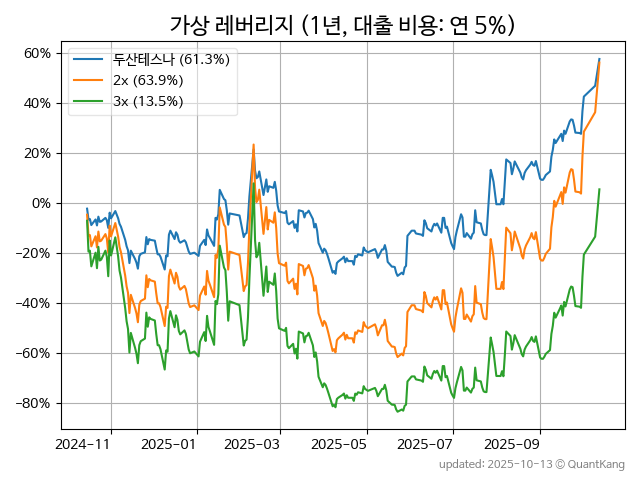 가상 레버리지 (1년, 대출 비용: 연 5%)
두산테스나 (61.3%)
2x (63.9%)
3x (13.5%)
60%
40%
20%
0%
−20%
−40%
−60%
−80%
2024-11
2025-01
2025-03
2025-05
2025-07
2025-09
updated: 2025-10-13 © QuantKang